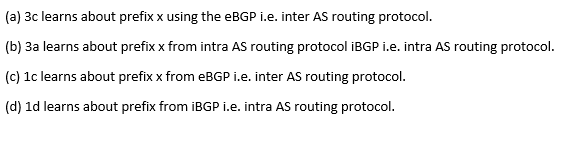 (a) 3c learns about prefix x using the eBGP i.e. inter AS routing protocol.
(b) 3a learns about prefix x from intra AS routing protocol iBGP i.e. intra AS routing protocol.
(c) 1c learns about prefix x from eBGP i.e. inter AS routing protocol.
(d) 1d learns about prefix from iBGP i.e. intra AS routing protocol.